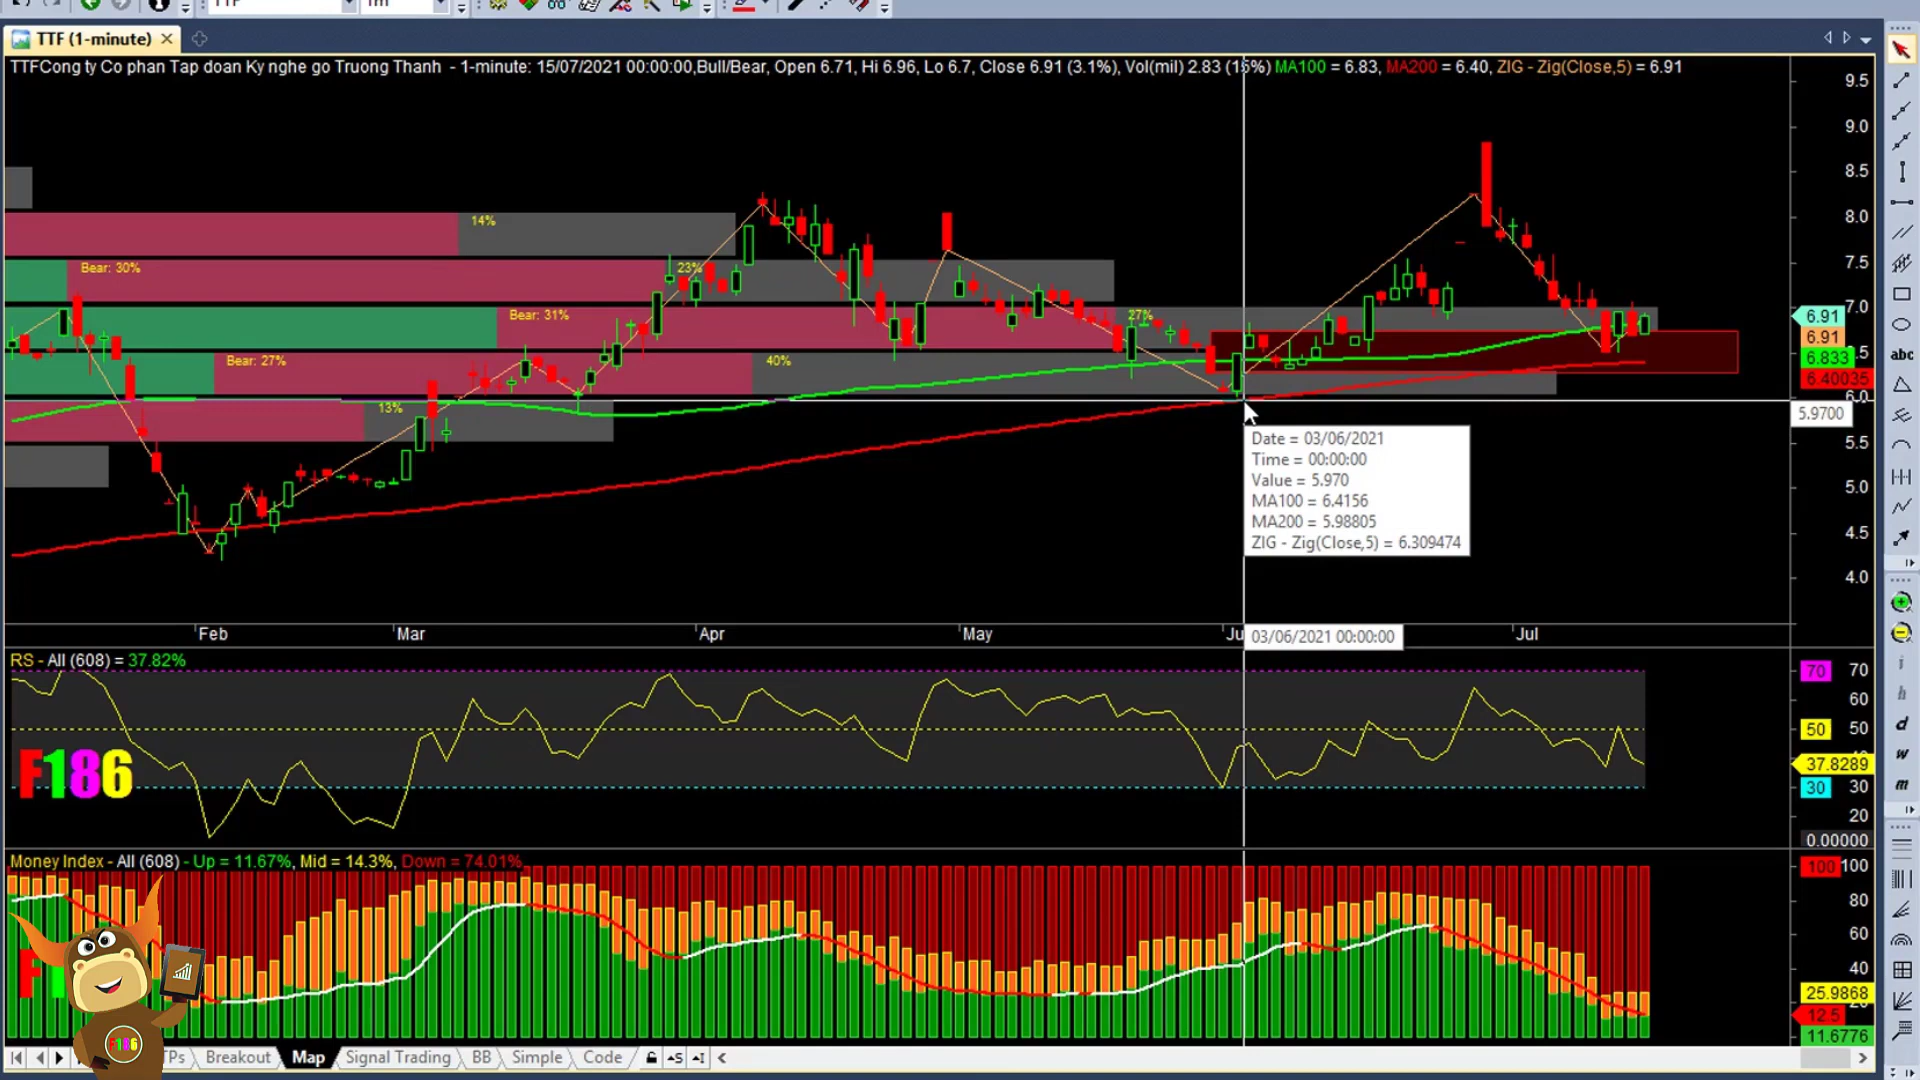 TTF (1-minute)
TTFCong ty Co phan Tap doan Ky nghe go Truong Thanh - 1-minute: 15/07/2021 00:00:00,Bull/Bear, Open 6.71, Hi 6.96, Lo 6.7, Close 6.91 (3.1%), Vol(mil) 2.83 (15%) MA100 = 6.83, MA200 = 6.40, ZIG - Zig(Close,5) = 6.91
9.5
9.0
8.5
8.0
7.5
7.0
14%
Bear: 30%
23%
Bear: 31%
27%
Bear: 27%
40%
13%
6.91
6.91
6.833
6.40035
6.0
5.9700
5.5
5.0
4.5
4.0
Date = 03/06/2021
Time = 00:00:00
Value = 5.970
MA100 = 6.4156
MA200 = 5.98805
ZIG - Zig(Close,5) = 6.309474
Feb
Mar
Apr
May
03/06/2021 00:00:00
Jul
RS - All (608) = 37.82%
70 70
60
50 50
37.8289
30 30
20
0.00000
F186
Money Index - All (608) - Up = 11.67%, Mid = 14.3%, Down = 74.01%
100 100
80
60
40
25.9868
12.5
11.6776
F186
Breakout
Map
Signal Trading
BB
Simple
Code
abc
i
h
d
w
m